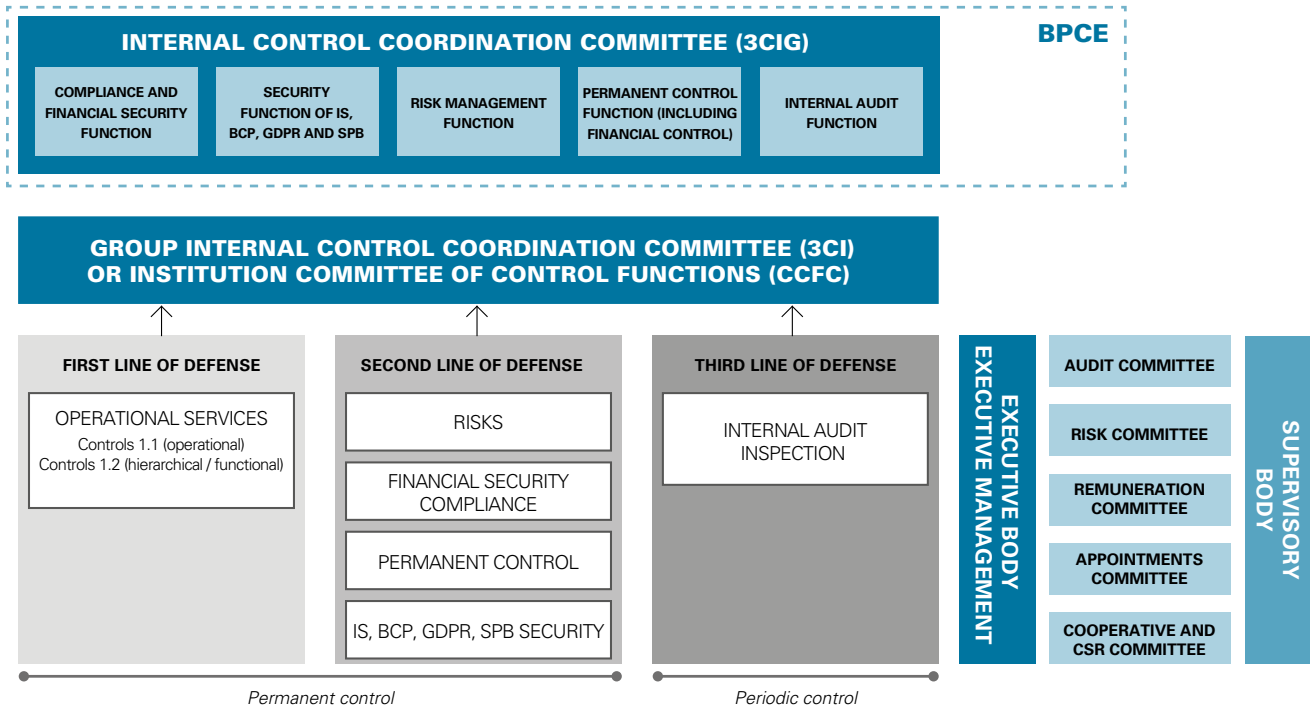 INTERNAL CONTROL COORDINATION COMMITTEE (3CIG)
BPCE
COMPLIANCE AND
FINANCIAL SECURITY
FUNCTION
SECURITY
FUNCTION OF IS,
BCP, GDPR AND SPB
RISK MANAGEMENT
FUNCTION
PERMANENT CONTROL
FUNCTION (INCLUDING
FINANCIAL CONTROL)
INTERNAL AUDIT
FUNCTION
GROUP INTERNAL CONTROL COORDINATION COMMITTEE (3CI)
OR INSTITUTION COMMITTEE OF CONTROL FUNCTIONS (CCFC)
FIRST LINE OF DEFENSE
OPERATIONAL SERVICES
Controls 1.1 (operational)
Controls 1.2 (hierarchical / functional)
SECOND LINE OF DEFENSE
RISKS
FINANCIAL SECURITY
COMPLIANCE
PERMANENT CONTROL
IS, BCP, GDPR, SPB SECURITY
THIRD LINE OF DEFENSE
INTERNAL AUDIT
INSPECTION
EXECUTIVE BODY
EXECUTIVE MANAGEMENT
AUDIT COMMITTEE
RISK COMMITTEE
REMUNERATION
COMMITTEE
APPOINTMENTS
COMMITTEE
COOPERATIVE AND
CSR COMMITTEE
SUPERVISORY
BODY
Permanent control
Periodic control